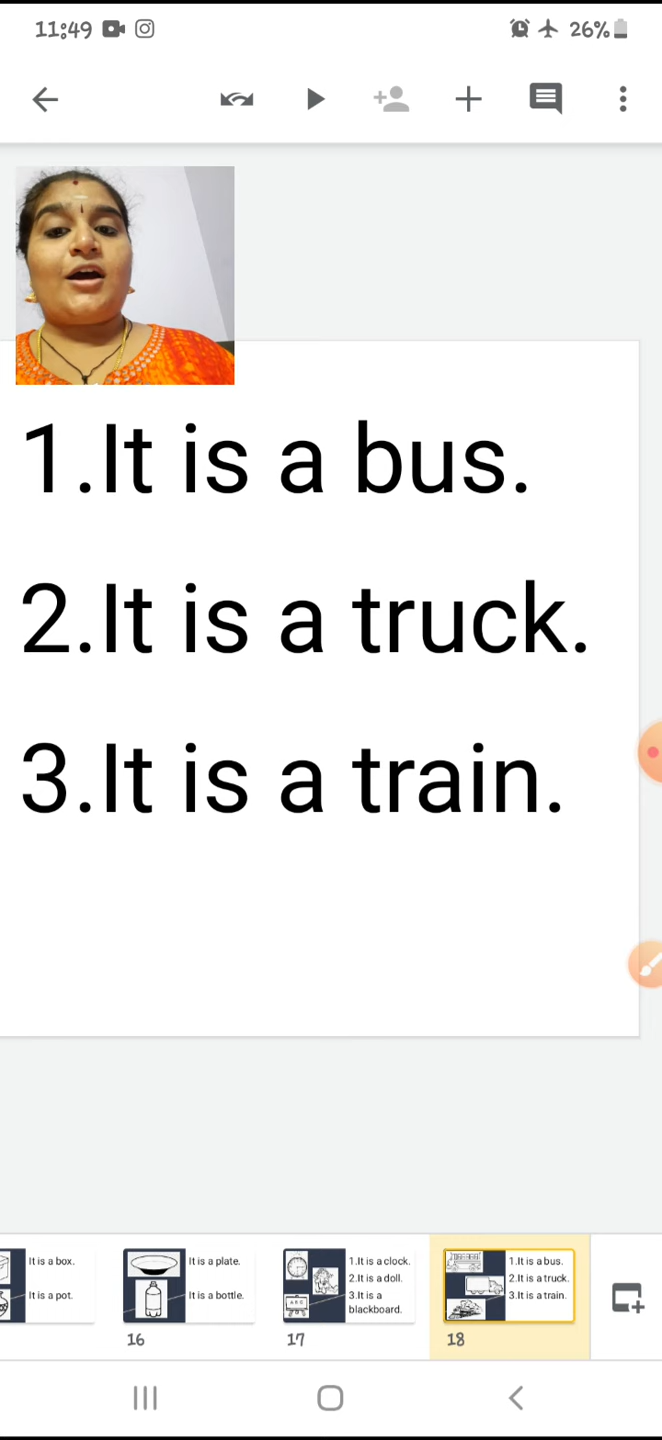 11:49
26%
1.It is a bus.
2.It is a truck.
3.It is a train.
It is a box.
It is a pot.
It is a plate.
It is a bottle.
1.It is a clock.
2.It is a doll.
3.It is a
blackboard.
A B C
1.It is a bus.
2.It is a truck.
3.It is a train.
16
17
18